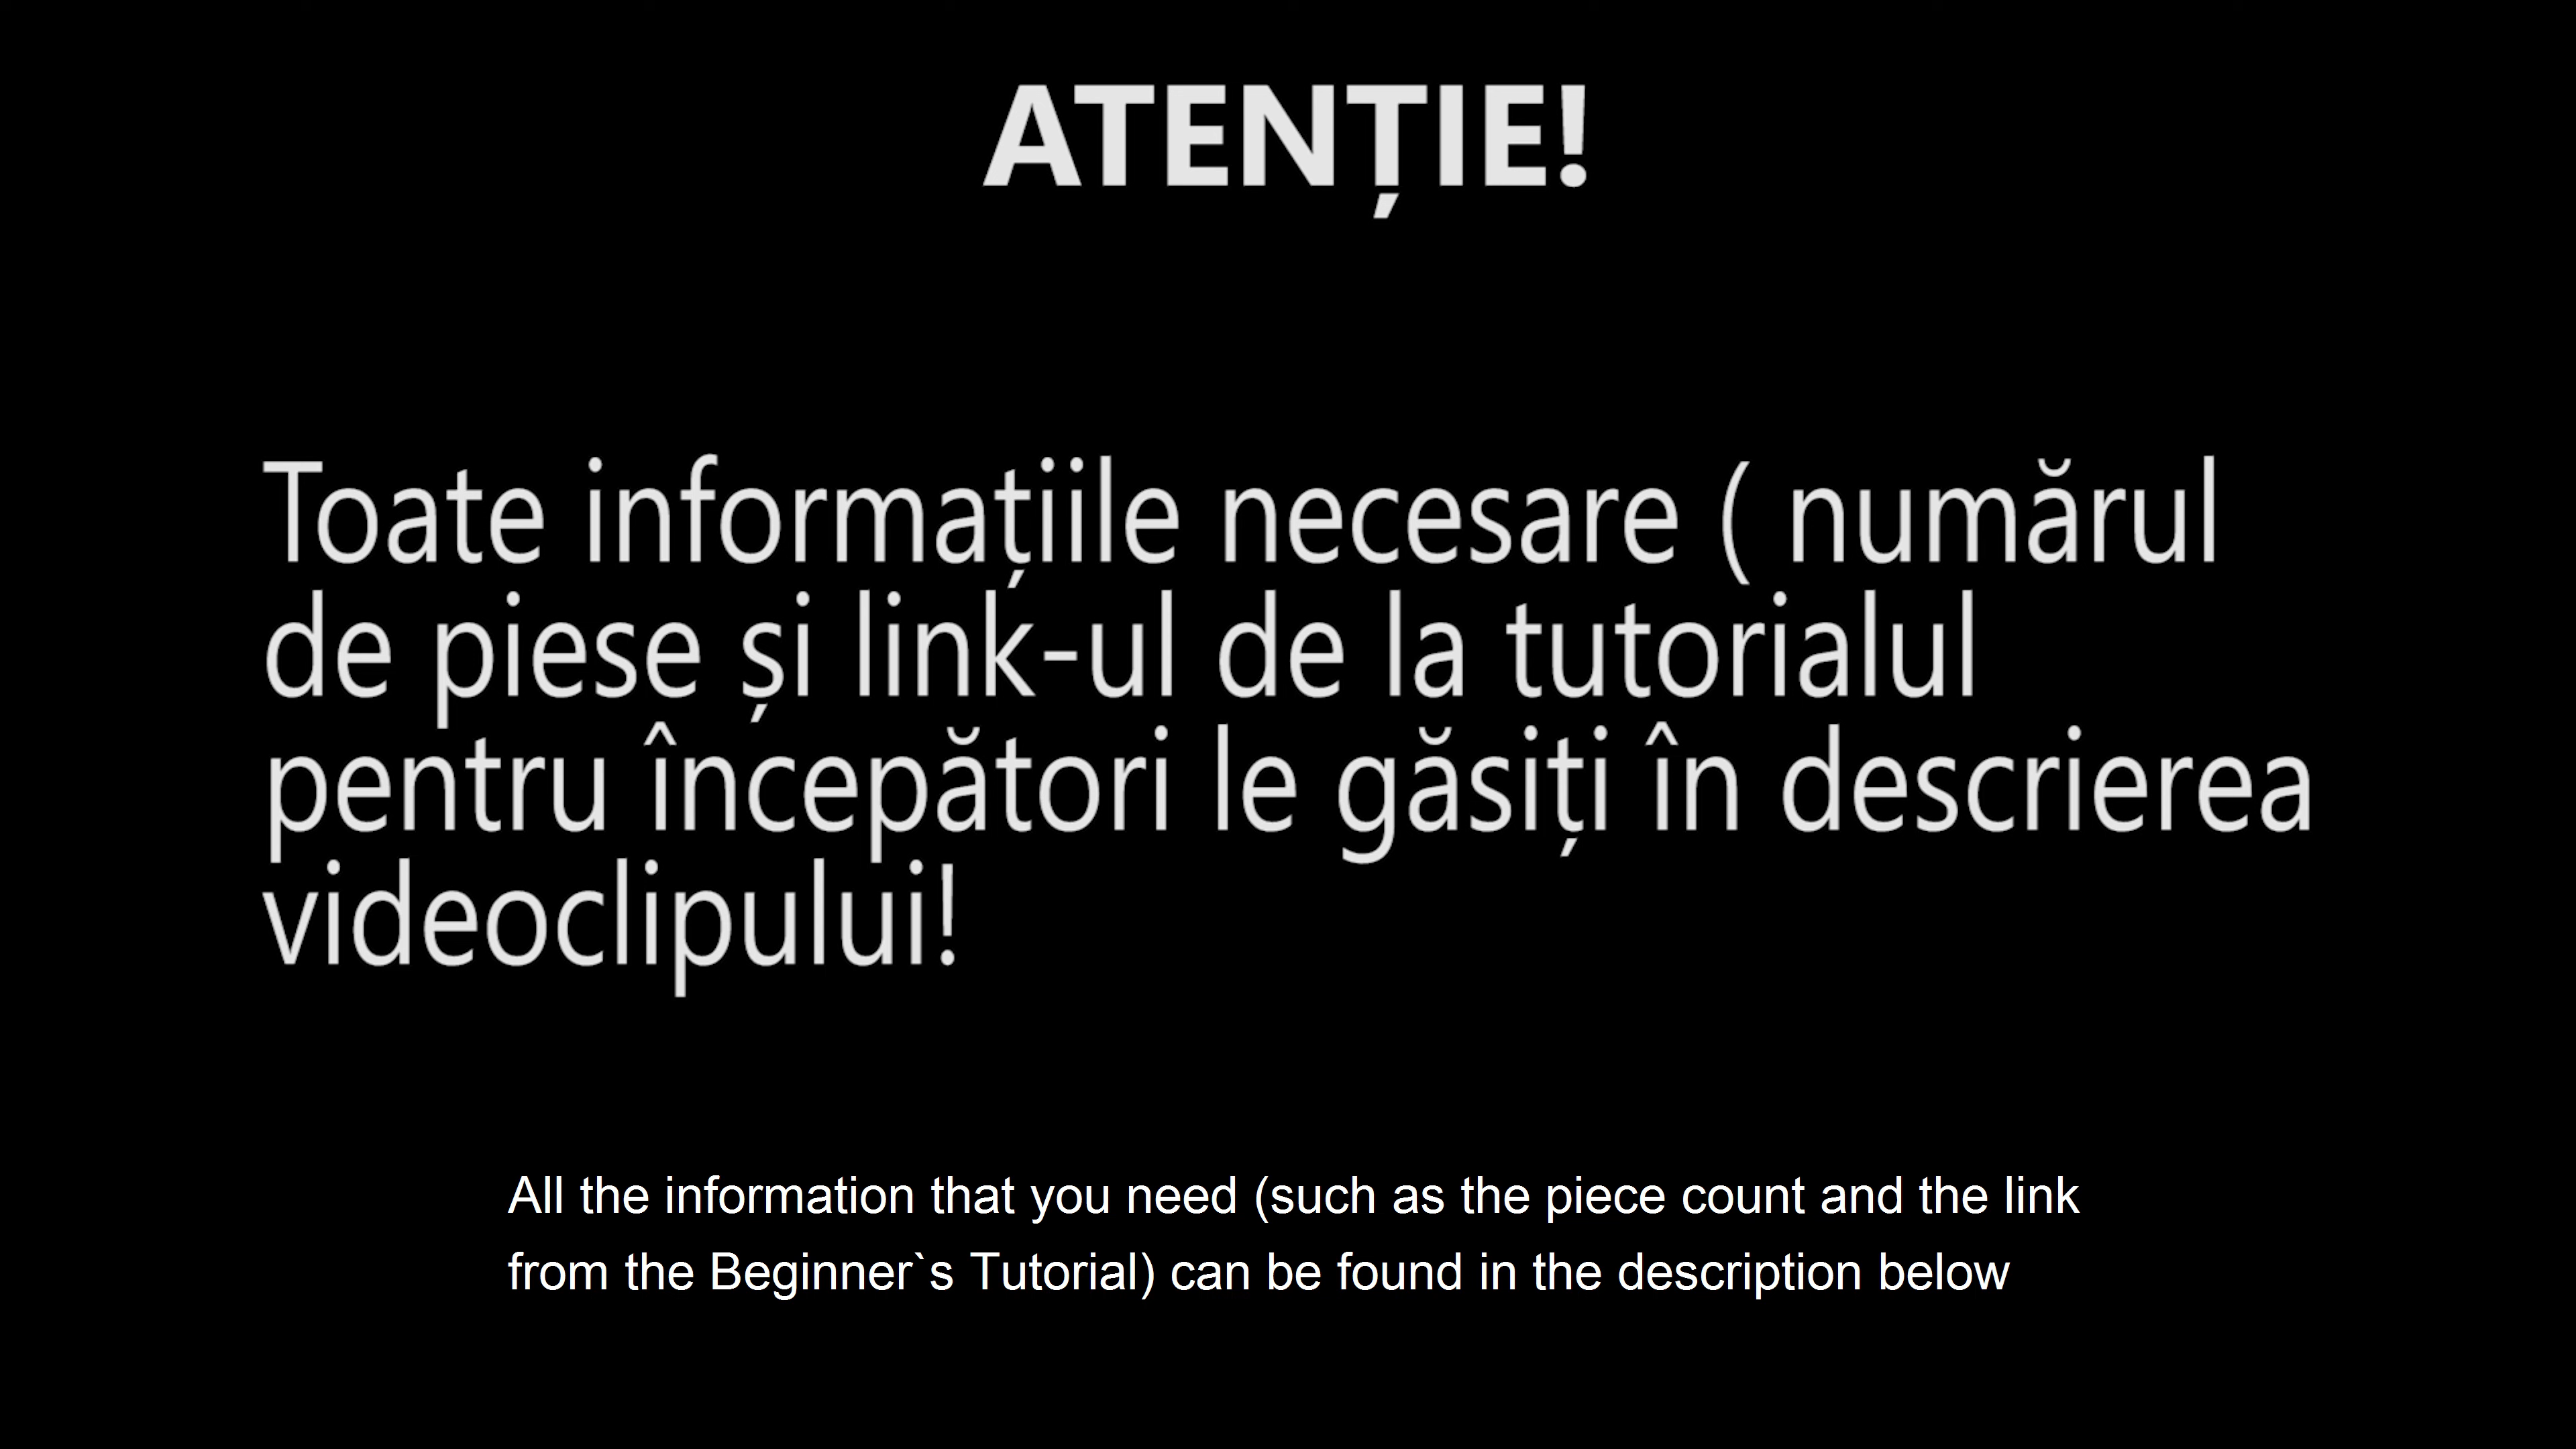 ATENȚIE!
Toate informațiile necesare ( numărul
de piese și link-ul de la tutorialul
pentru începători le găsiți în descrierea
videoclipului!
All the information that you need (such as the piece count and the link
from the Beginner`s Tutorial) can be found in the description below